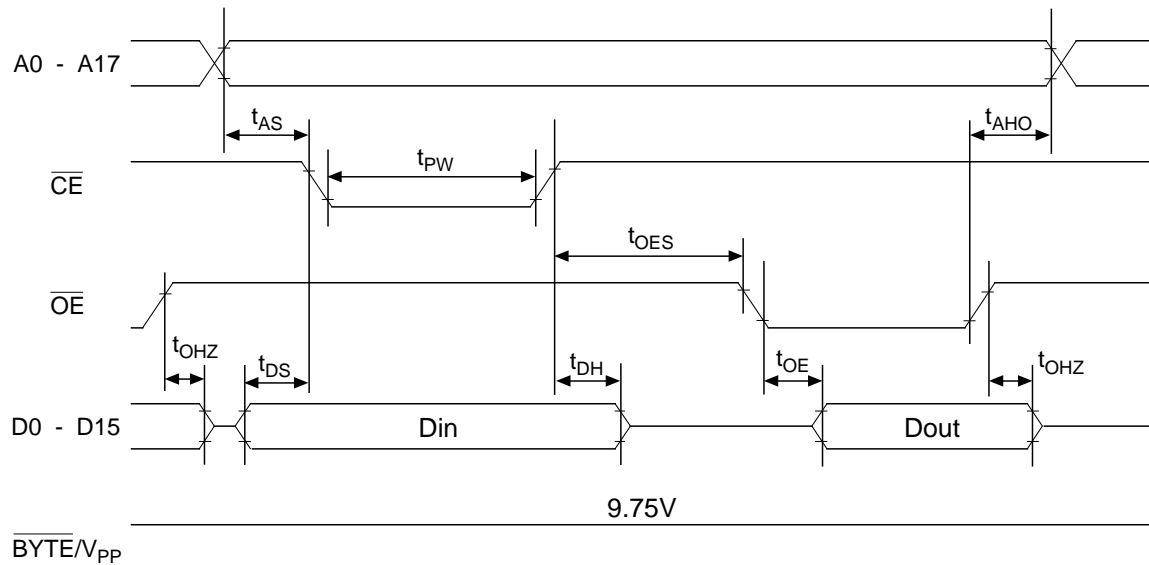 A0 - A17
tAS
tAHO
CE
tPW
tOES
OE
tOHZ
tDS
tDH
tOE
tOHZ
D0 - D15
Din
Dout
9.75V
BYTE/VPP